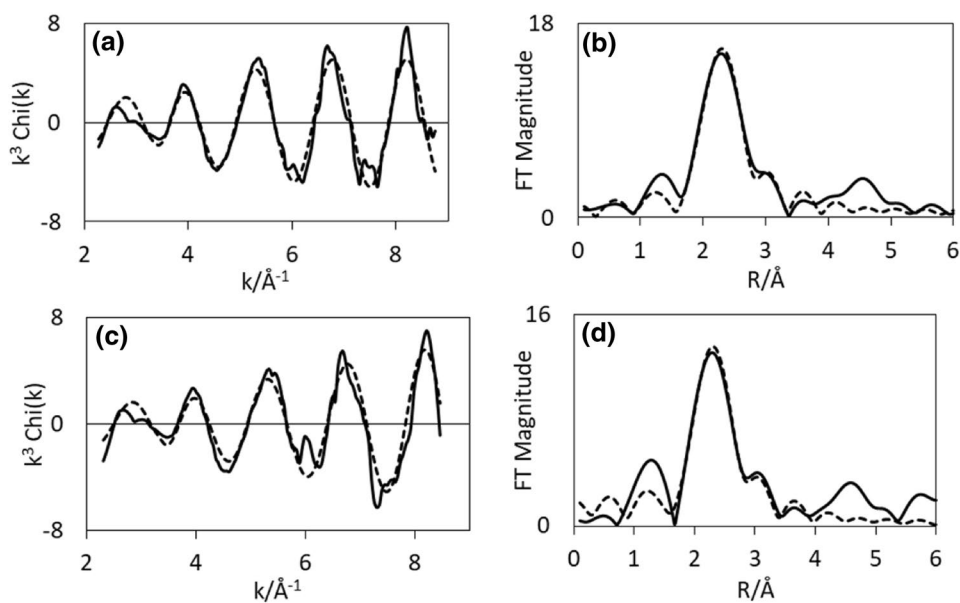 (a)
8
0
-8
k³ Chi(k)
2 4 6 8
k/Å⁻¹
(b)
18
0
FT Magnitude
0 1 2 3 4 5 6
R/Å
(c)
8
0
-8
k³ Chi(k)
2 4 6 8
k/Å⁻¹
(d)
16
0
FT Magnitude
0 1 2 3 4 5 6
R/Å